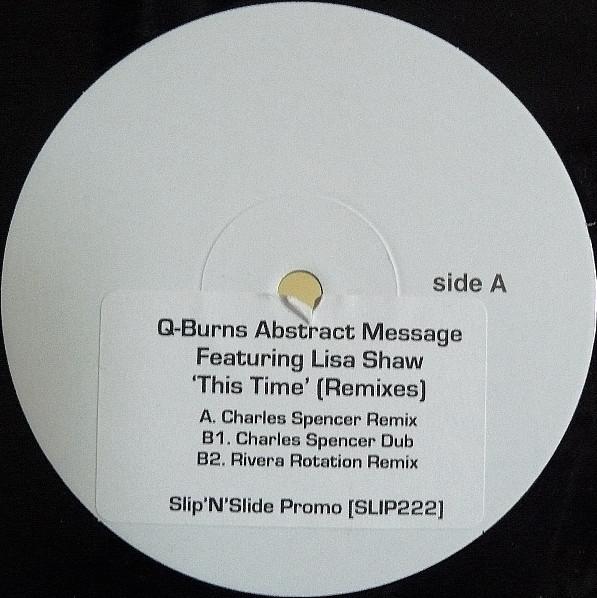 side A
Q-Burns Abstract Message
Featuring Lisa Shaw
‘This Time’ (Remixes)
A. Charles Spencer Remix
B1. Charles Spencer Dub
B2. Rivera Rotation Remix
Slip’N’Slide Promo [SLIP222]